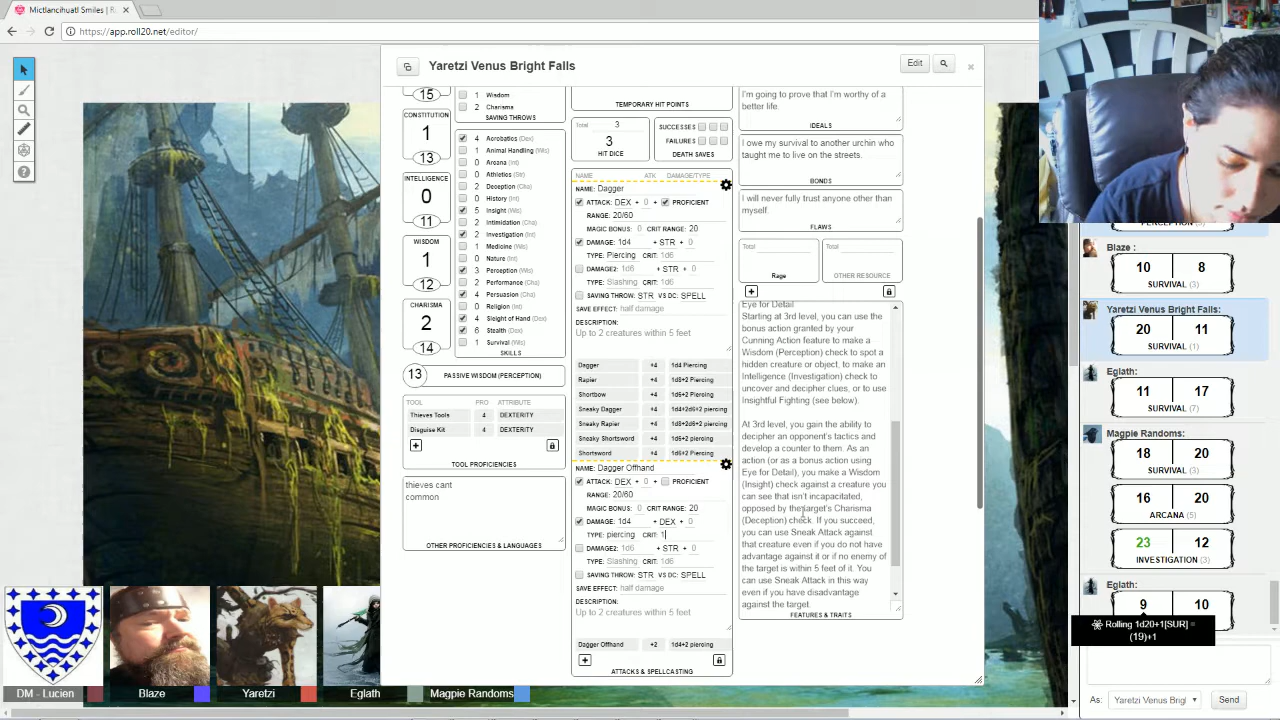 Mictlancihuatl Smiles | R
https://app.roll20.net/editor/
Yaretzi Venus Bright Falls
Edit
15
CONSTITUTION
1
13
INTELLIGENCE
0
11
WISDOM
1
12
CHARISMA
2
14
1 Wisdom
2 Charisma
SAVING THROWS
4 Acrobatics (Dex)
1 Animal Handling (Wis)
0 Arcana (Int)
0 Athletics (Str)
2 Deception (Cha)
0 History (Int)
5 Insight (Wis)
2 Intimidation (Cha)
2 Investigation (Int)
1 Medicine (Wis)
0 Nature (Int)
3 Perception (Wis)
2 Performance (Cha)
4 Persuasion (Cha)
0 Religion (Int)
4 Sleight of Hand (Dex)
6 Stealth (Dex)
1 Survival (Wis)
SKILLS
13 PASSIVE WISDOM (PERCEPTION)
TOOL PRO ATTRIBUTE
Thieves Tools 4 DEXTERITY
Disguise Kit 4 DEXTERITY
TOOL PROFICIENCIES
thieves cant
common
OTHER PROFICIENCIES & LANGUAGES
TEMPORARY HIT POINTS
Total 3
3
HIT DICE
SUCCESSES
FAILURES
DEATH SAVES
NAME ATK DAMAGE/TYPE
NAME: Dagger
ATTACK: DEX + 0 + PROFICIENT
RANGE: 20/60
MAGIC BONUS: 0 CRIT RANGE: 20
DAMAGE: 1d4 + STR + 0
TYPE: Piercing CRIT: 1d6
DAMAGE2: 1d6 + STR + 0
TYPE: Slashing CRIT: 1d6
SAVING THROW: STR VS DC: SPELL
SAVE EFFECT: half damage
DESCRIPTION:
Up to 2 creatures within 5 feet
Dagger +4 1d4 Piercing
Rapier +4 1d8+2 Piercing
Shortbow +4 1d6+2 Piercing
Sneaky Dagger +4 1d4+2d6+2 piercing
Sneaky Rapier +4 1d8+2d6+2 piercing
Sneaky Shortsword +4 1d6+2 piercing
Shortsword +4 1d6+2 Piercing
NAME: Dagger Offhand
ATTACK: DEX + 0 + PROFICIENT
RANGE: 20/60
MAGIC BONUS: 0 CRIT RANGE: 20
DAMAGE: 1d4 + DEX + 0
TYPE: piercing CRIT: 1
DAMAGE2: 1d6 + STR + 0
TYPE: Slashing CRIT: 1d6
SAVING THROW: STR VS DC: SPELL
SAVE EFFECT: half damage
DESCRIPTION:
Up to 2 creatures within 5 feet
Dagger Offhand +2 1d4+2 piercing
ATTACKS & SPELLCASTING
I'm going to prove that I'm worthy of a
better life.
IDEALS
I owe my survival to another urchin who
taught me to live on the streets.
BONDS
I will never fully trust anyone other than
myself.
FLAWS
Total
Rage
Total
OTHER RESOURCE
Eye for Detail
Starting at 3rd level, you can use the
bonus action granted by your
Cunning Action feature to make a
Wisdom (Perception) check to spot a
hidden creature or object, to make an
Intelligence (Investigation) check to
uncover and decipher clues, or to use
Insightful Fighting (see below).
At 3rd level, you gain the ability to
decipher an opponent's tactics and
develop a counter to them. As an
action (or as a bonus action using
Eye for Detail), you make a Wisdom
(Insight) check against a creature you
can see that isn't incapacitated,
opposed by the target's Charisma
(Deception) check. If you succeed,
you can use Sneak Attack against
that creature even if you do not have
advantage against it or if no enemy of
the target is within 5 feet of it. You
can use Sneak Attack in this way
even if you have disadvantage
against the target.
FEATURES & TRAITS
Blaze :
10 8
SURVIVAL (3)
Yaretzi Venus Bright Falls:
20 11
SURVIVAL (1)
Eglath:
11 17
SURVIVAL (7)
Magpie Randoms:
18 20
SURVIVAL (3)
16 20
ARCANA (5)
23 12
INVESTIGATION (8)
Eglath:
9 10
Rolling 1d20+1[SUR] =
(19)+1
As: Yaretzi Venus Brigl Send
DM - Lucien
Blaze
Yaretzi
Eglath
Magpie Randoms